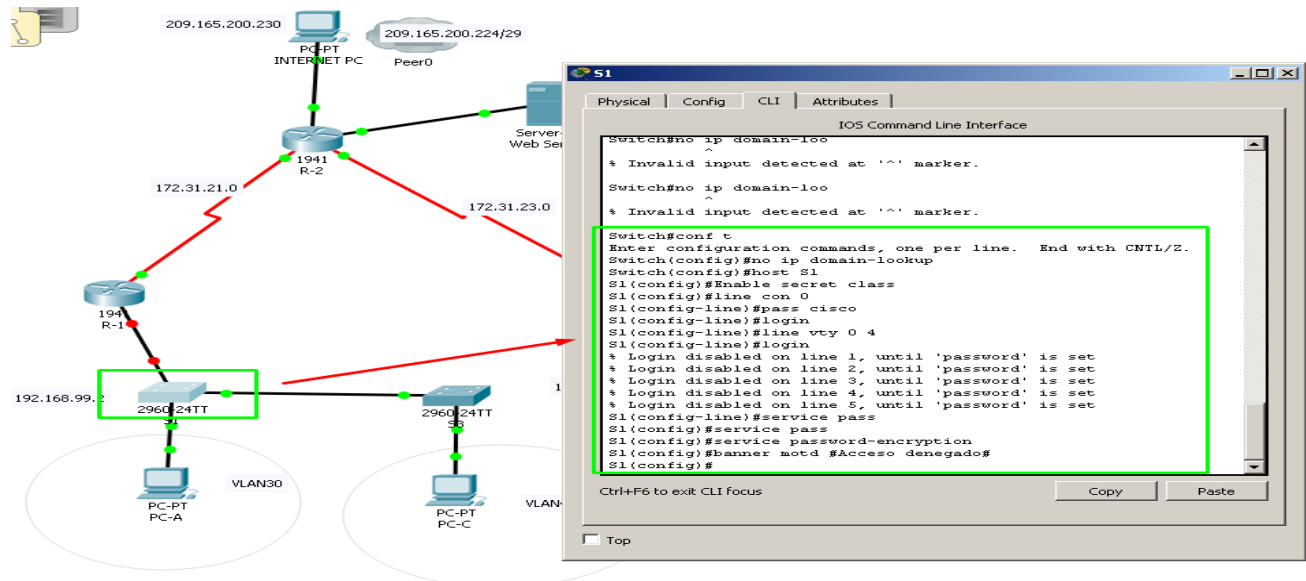 209.165.200.230
209.165.200.224/29
PC-PT
INTERNET PC
Peer0
Server-
Web Ser
1941
R-2
172.31.21.0
172.31.23.0
194
R-1
192.168.99.2
2960-24TT
S1
2960-24TT
S3
1
VLAN30
PC-PT
PC-A
PC-PT
PC-C
VLAN
S1
Physical Config CLI Attributes
IOS Command Line Interface
Switch#no ip domain-loo
^
% Invalid input detected at '^' marker.
Switch#no ip domain-loo
^
% Invalid input detected at '^' marker.
Switch#conf t
Enter configuration commands, one per line. End with CNTL/Z.
Switch(config)#no ip domain-lookup
Switch(config)#host S1
S1(config)#Enable secret class
S1(config)#line con 0
S1(config-line)#pass cisco
S1(config-line)#login
S1(config-line)#line vty 0 4
S1(config-line)#login
% Login disabled on line 1, until 'password' is set
% Login disabled on line 2, until 'password' is set
% Login disabled on line 3, until 'password' is set
% Login disabled on line 4, until 'password' is set
% Login disabled on line 5, until 'password' is set
S1(config-line)#service pass
S1(config)#service pass
S1(config)#service password-encryption
S1(config)#banner motd #Acceso denegado#
S1(config)#
Ctrl+F6 to exit CLI focus
Copy
Paste
Top